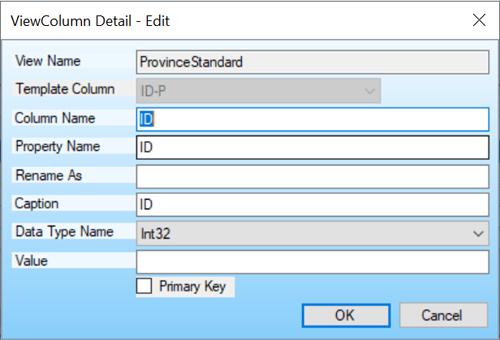 ViewColumn Detail - Edit
View Name ProvinceStandard
Template Column ID-P
Column Name ID
Property Name ID
Rename As
Caption ID
Data Type Name Int32
Value
Primary Key
OK Cancel